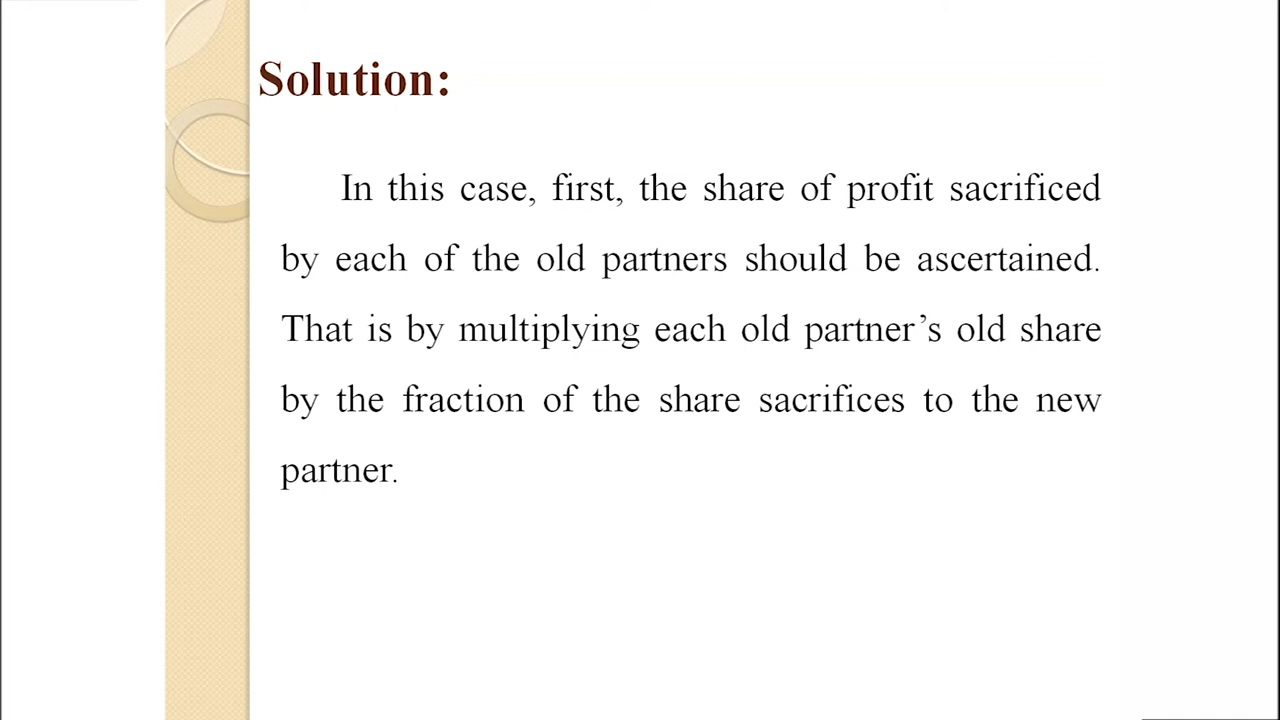 Solution:
In this case, first, the share of profit sacrificed
by each of the old partners should be ascertained.
That is by multiplying each old partner’s old share
by the fraction of the share sacrifices to the new
partner.